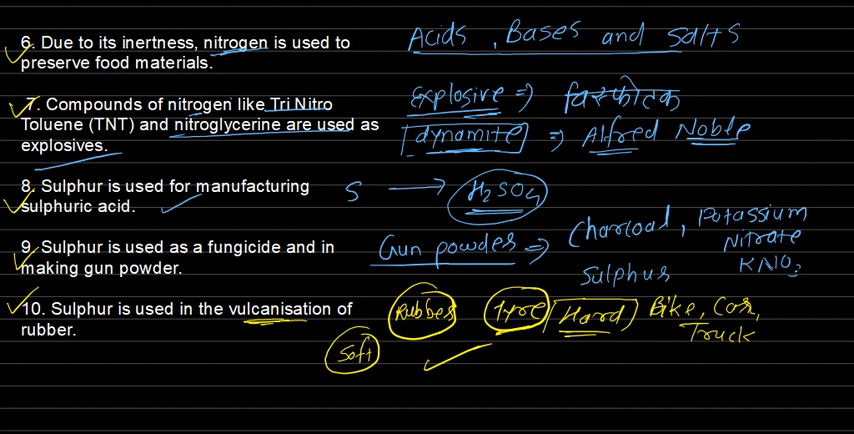 6. Due to its inertness, nitrogen is used to
preserve food materials.
Acids, Bases and Salts
7. Compounds of nitrogen like Tri Nitro
Toluene (TNT) and nitroglycerine are used as
explosives.
Explosive ⇒ विस्फोटक
dynamite ⇒ Alfred Noble
8. Sulphur is used for manufacturing
sulphuric acid.
S → H₂SO₄
9. Sulphur is used as a fungicide and in
making gun powder.
Gun powder ⇒ Charcoal, Potassium
Nitrate
Sulphur KNO₃
10. Sulphur is used in the vulcanisation of
rubber.
Rubber tyre Hard Bike, Car,
Truck
Soft